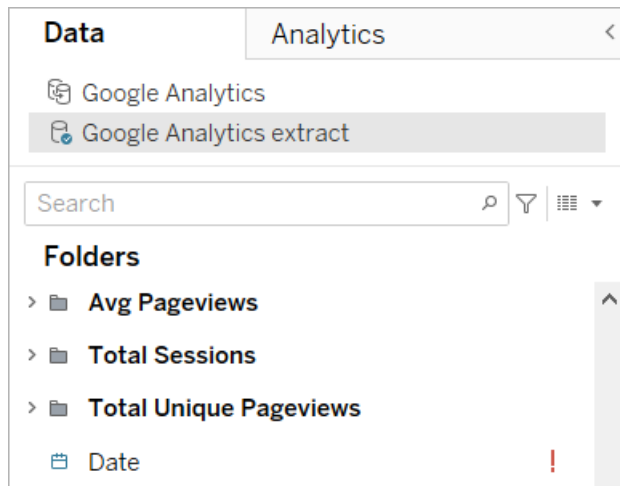 Data
Analytics
Google Analytics
Google Analytics extract
Search
Folders
Avg Pageviews
Total Sessions
Total Unique Pageviews
Date !